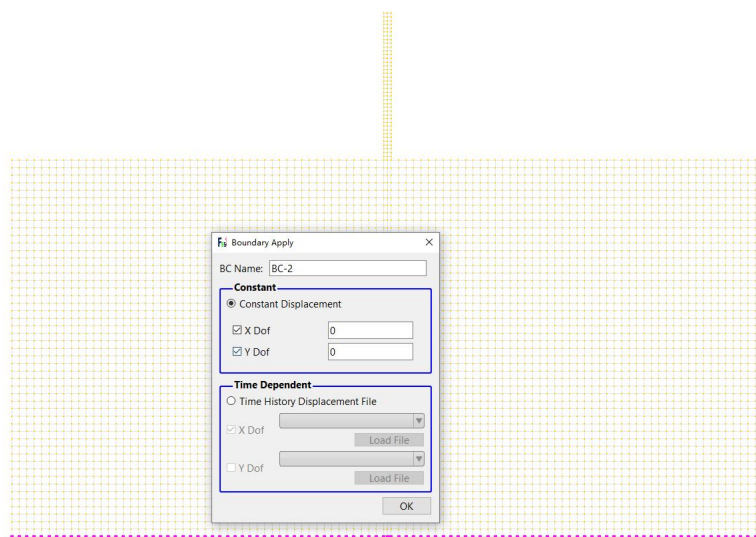 Boundary Apply
BC Name: BC-2
Constant
Constant Displacement
X Dof 0
Y Dof 0
Time Dependent
Time History Displacement File
X Dof
Load File
Y Dof
Load File
OK